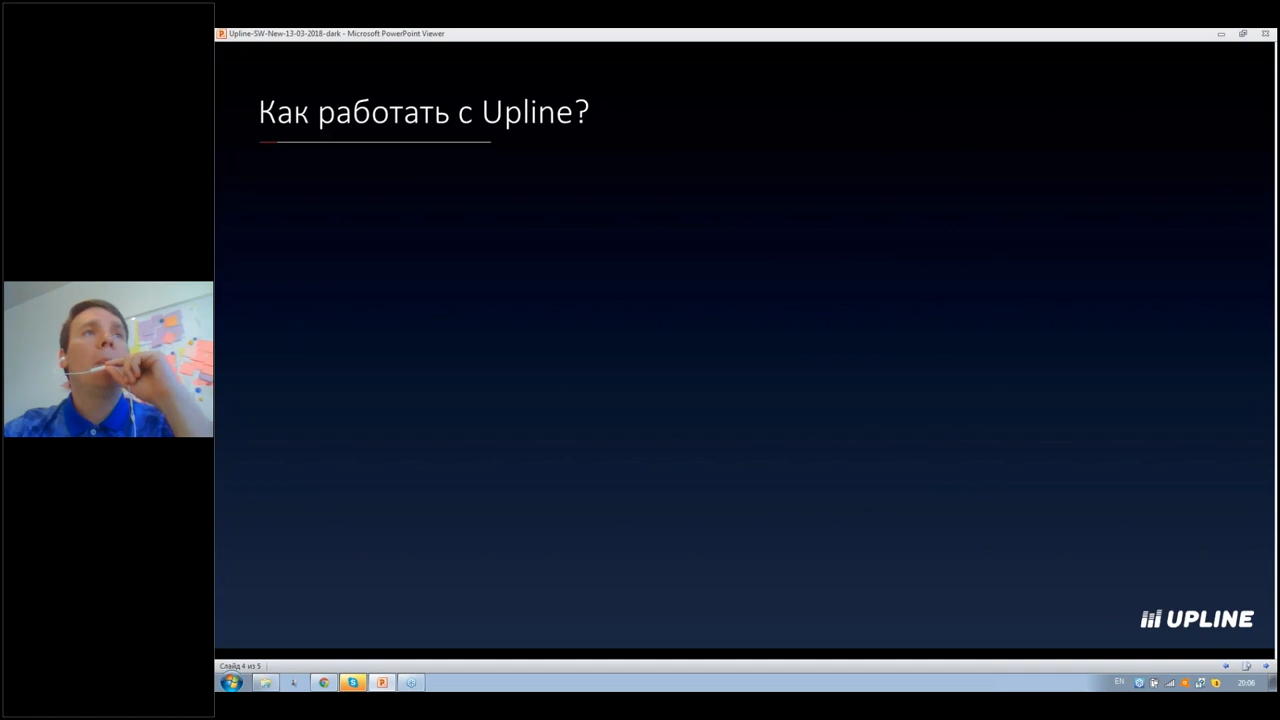 Upline-SW-New-13-03-2018-dark - Microsoft PowerPoint Viewer
Как работать с Upline?
UPLINE
Слайд 4 из 5
EN
20:06